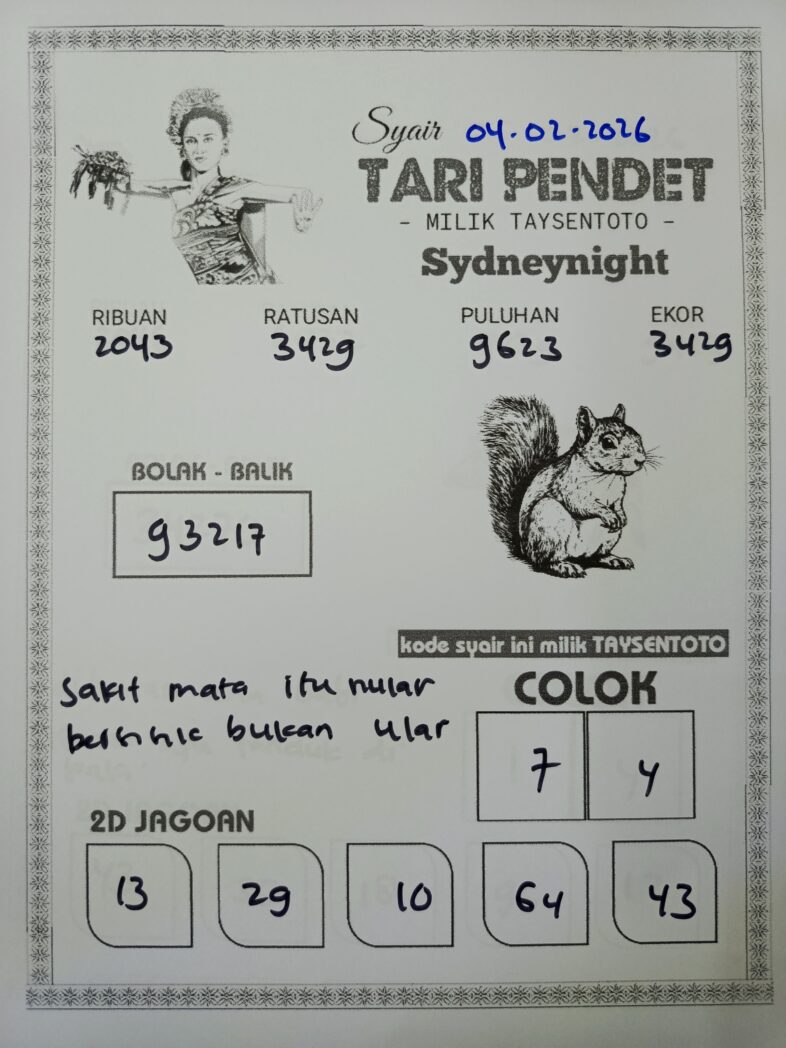 Syair 04.02.2026
TARI PENDET
- MILIK TAYSENTOTO -
Sydneynight
RIBUAN RATUSAN PULUHAN EKOR
2043 3429 9623 3429
BOLAK - BALIK
93217
kode syair ini milik TAYSENTOTO
sakit mata itu nular
bukan ular
COLOK
7 4
2D JAGOAN
13 29 10 64 43